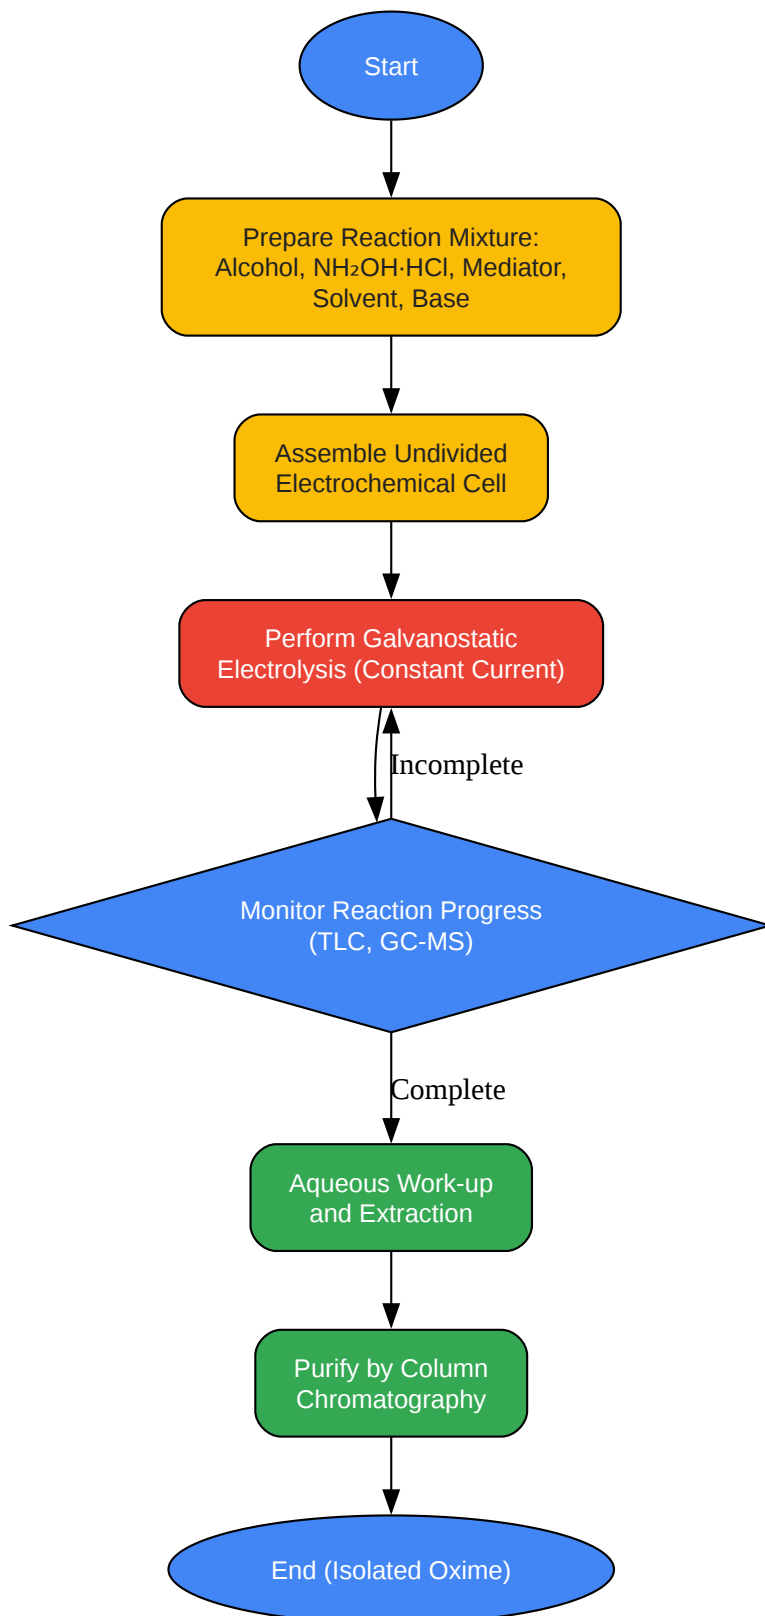 Start
Prepare Reaction Mixture:
Alcohol, NH₂OH·HCl, Mediator,
Solvent, Base
Assemble Undivided
Electrochemical Cell
Perform Galvanostatic
Electrolysis (Constant Current)
Incomplete
Monitor Reaction Progress
(TLC, GC-MS)
Complete
Aqueous Work-up
and Extraction
Purify by Column
Chromatography
End (Isolated Oxime)